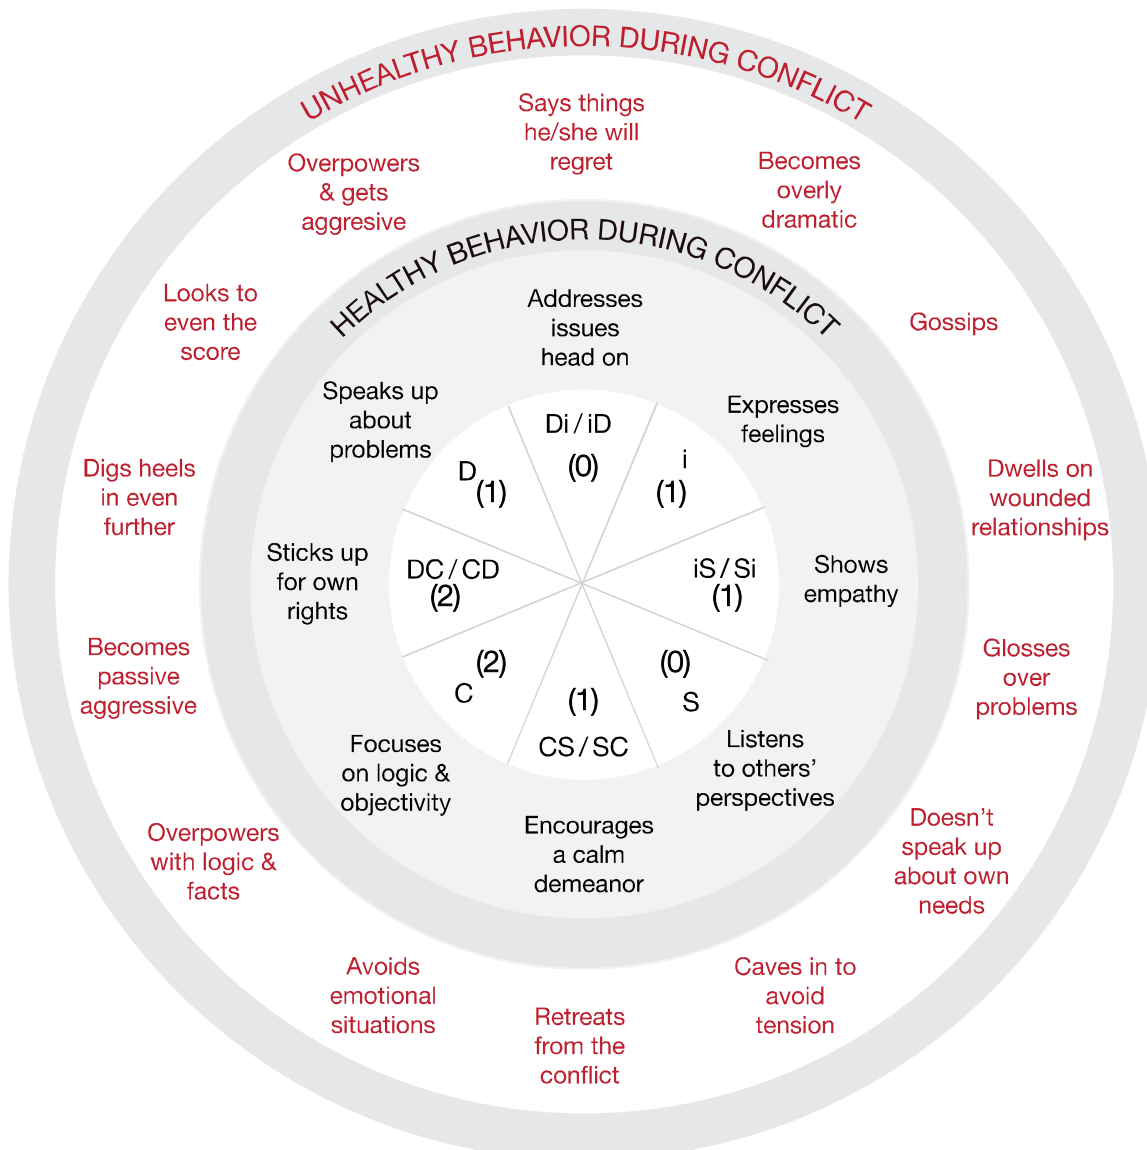 UNHEALTHY BEHAVIOR DURING CONFLICT
Says things
he/she will
regret
Becomes
overly
dramatic
Gossips
Dwells on
wounded
relationships
Glosses
over
problems
Doesn’t
speak up
about own
needs
Caves in to
avoid
tension
Retreats
from the
conflict
Avoids
emotional
situations
Overpowers
with logic &
facts
Becomes
passive
aggressive
Digs heels
in even
further
Looks to
even the
score
Overpowers
& gets
aggresive
HEALTHY BEHAVIOR DURING CONFLICT
Addresses
issues
head on
Expresses
feelings
Shows
empathy
Listens
to others’
perspectives
Encourages
a calm
demeanor
Focuses
on logic &
objectivity
Sticks up
for own
rights
Speaks up
about
problems
Di / iD
(0)
i
(1)
iS / Si
(1)
(0)
S
(1)
CS / SC
(2)
C
DC / CD
(2)
D
(1)